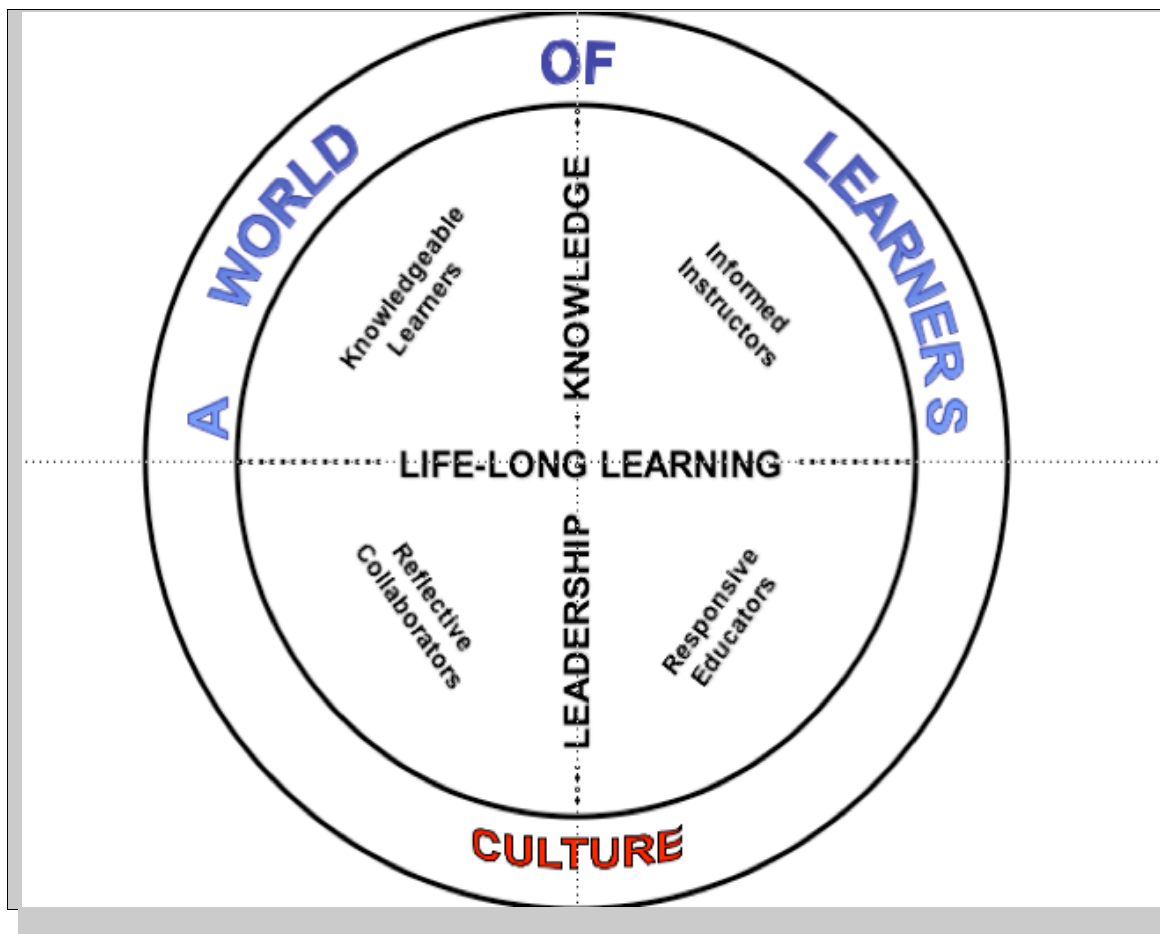 A WORLD OF LEARNERS
KNOWLEDGE
Knowledgeable
Learners
Informed
Instructors
LIFE-LONG LEARNING
LEADERSHIP
Reflective
Collaborators
Responsive
Educators
CULTURE